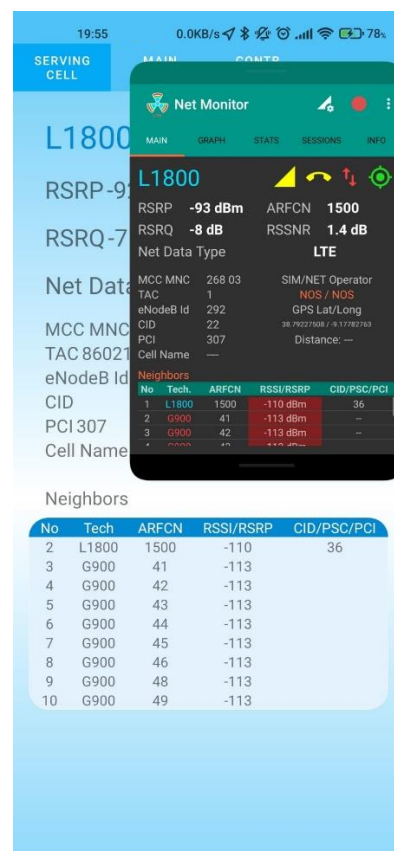 19:55 0.0KB/s 78%
SERVING CELL MAIN CONTR
Net Monitor
MAIN GRAPH STATS SESSIONS INFO
L1800
RSRP -93 dBm ARFCN 1500
RSRQ -8 dB RSSNR 1.4 dB
Net Data Type LTE
MCC MNC 268 03 SIM/NET Operator
TAC 1 NOS / NOS
eNodeB Id 292 GPS Lat/Long
CID 22 38.79227508 / -9.17782763
PCI 307 Distance: ---
Cell Name ---
Neighbors
No Tech. ARFCN RSSI/RSRP CID/PSC/PCI
1 L1800 1500 -110 dBm 36
2 G900 41 -113 dBm --
3 G900 42 -113 dBm --
L1800
RSRP -9
RSRQ -7
Net Data
MCC MNC
TAC 86021
eNodeB Id
CID
PCI 307
Cell Name
Neighbors
No Tech ARFCN RSSI/RSRP CID/PSC/PCI
2 L1800 1500 -110 36
3 G900 41 -113
4 G900 42 -113
5 G900 43 -113
6 G900 44 -113
7 G900 45 -113
8 G900 46 -113
9 G900 48 -113
10 G900 49 -113